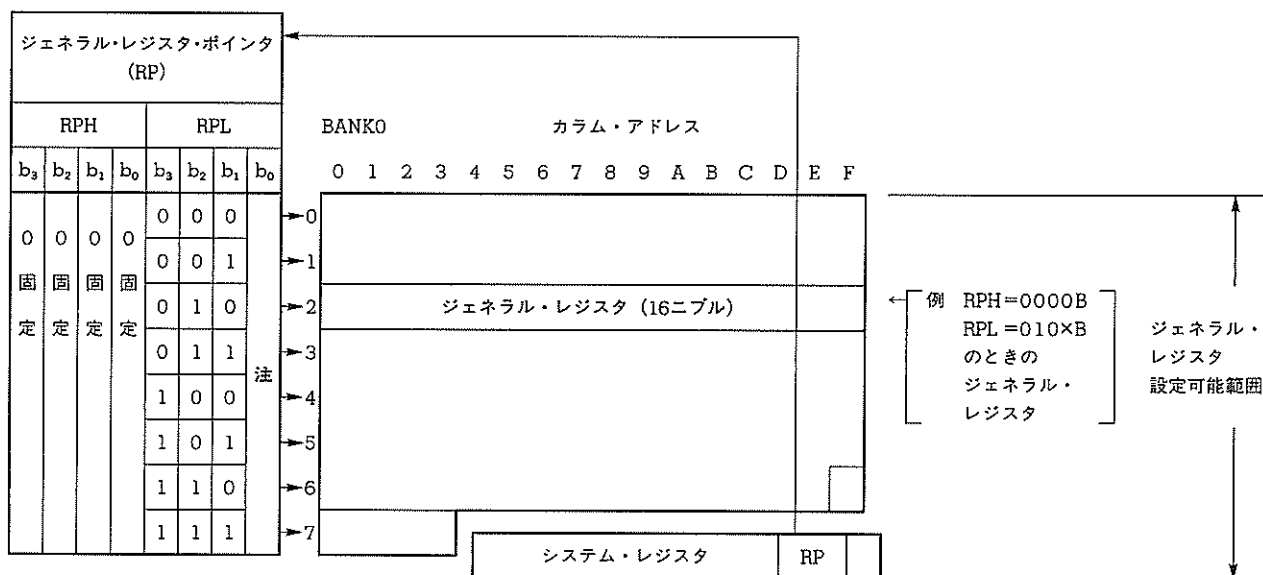 ジェネラル・レジスタ・ポインタ
(RP)
RPH RPL
b₃ b₂ b₁ b₀ b₃ b₂ b₁ b₀
0固定 0固定 0固定 0固定
0 0 0
0 0 1
0 1 0
0 1 1
1 0 0
1 0 1
1 1 0
1 1 1
注
BANK0 カラム・アドレス
0 1 2 3 4 5 6 7 8 9 A B C D E F
0
1
2
3
4
5
6
7
ジェネラル・レジスタ (16ニブル)
システム・レジスタ RP
例 RPH=0000B
RPL=010×B
のときの
ジェネラル・
レジスタ
ジェネラル・
レジスタ
設定可能範囲